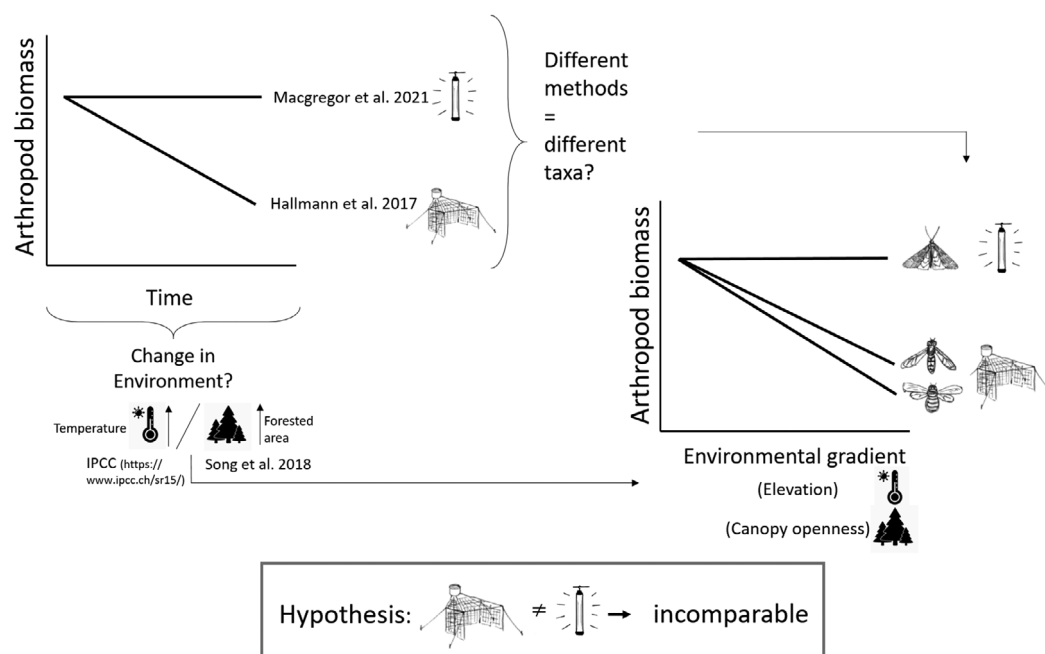 Arthropod biomass
Macgregor et al. 2021
Hallmann et al. 2017
Time
Different
methods
=
different
taxa?
Change in
Environment?
Temperature
Forested
area
IPCC (https://
www.ipcc.ch/sr15/)
Song et al. 2018
Arthropod biomass
Environmental gradient
(Elevation)
(Canopy openness)
Hypothesis: ≠ → incomparable